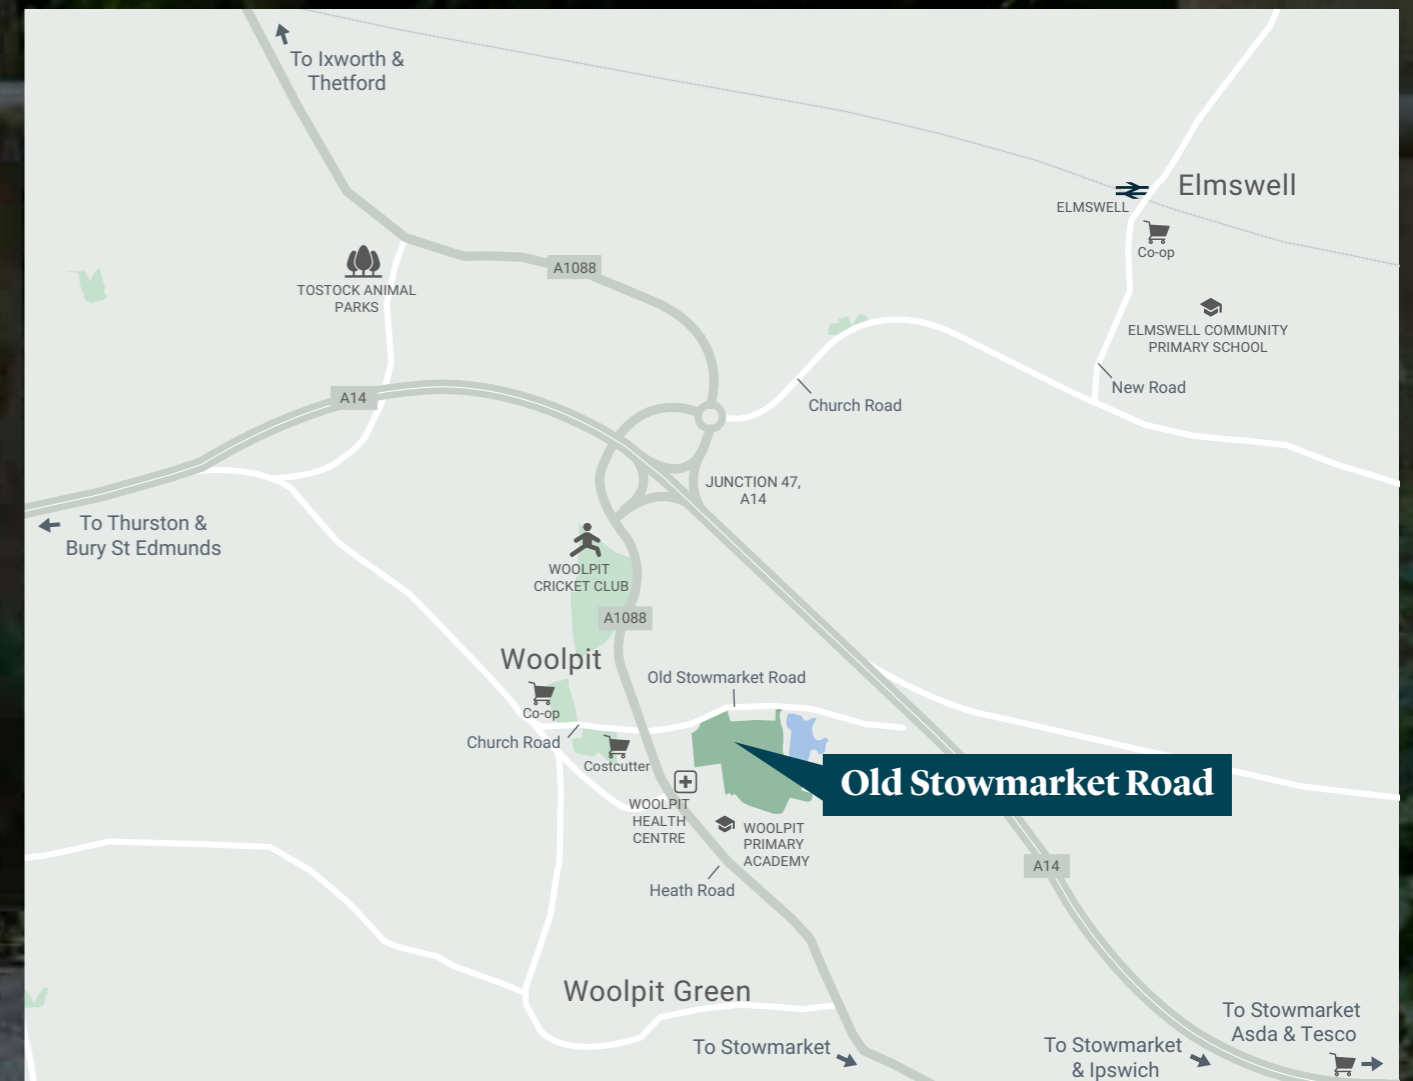 To Ixworth &
Thetford
Elmswell
ELMSWELL
Co-op
TOSTOCK ANIMAL
PARKS
A1088
ELMSWELL COMMUNITY
PRIMARY SCHOOL
New Road
A14
Church Road
JUNCTION 47,
A14
To Thurston &
Bury St Edmunds
WOOLPIT
CRICKET CLUB
A1088
Woolpit
Old Stowmarket Road
Co-op
Church Road
Costcutter
Old Stowmarket Road
WOOLPIT
HEALTH
CENTRE
WOOLPIT
PRIMARY
ACADEMY
A14
Heath Road
Woolpit Green
To Stowmarket
To Stowmarket
& Ipswich
To Stowmarket
Asda & Tesco